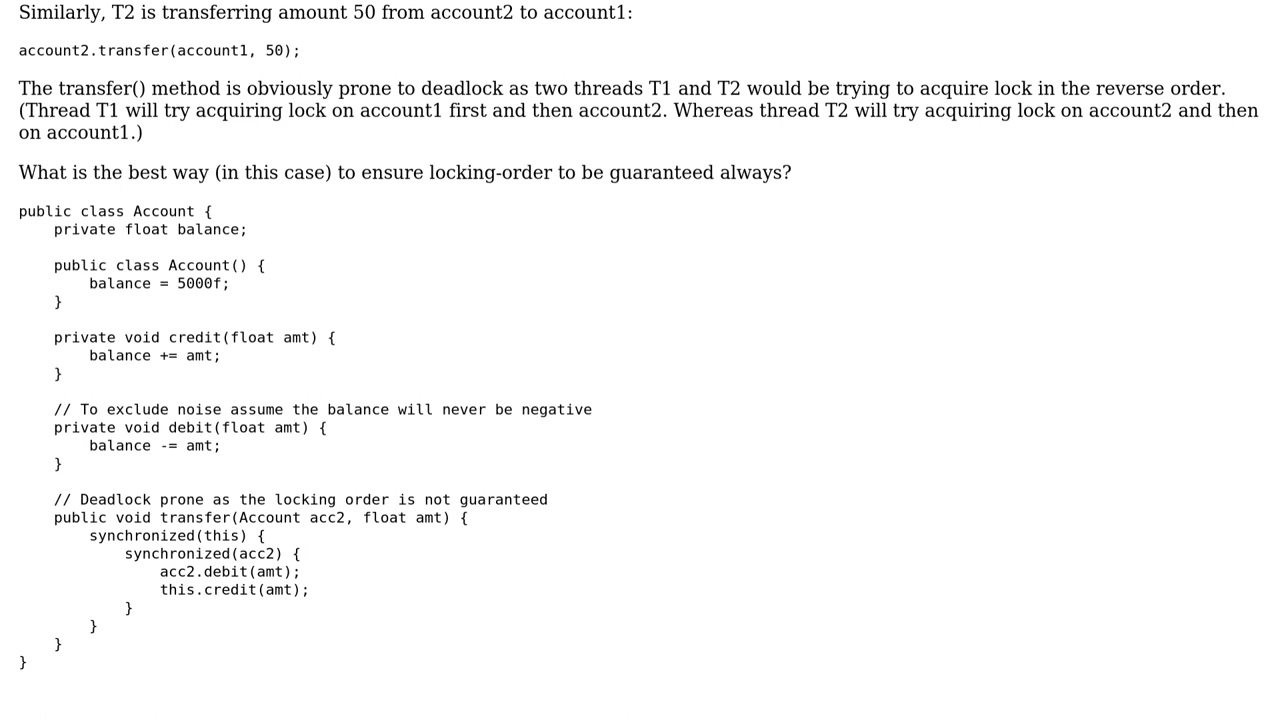 Similarly, T2 is transferring amount 50 from account2 to account1:
account2.transfer(account1, 50);
The transfer() method is obviously prone to deadlock as two threads T1 and T2 would be trying to acquire lock in the reverse order.
(Thread T1 will try acquiring lock on account1 first and then account2. Whereas thread T2 will try acquiring lock on account2 and then
on account1.)
What is the best way (in this case) to ensure locking-order to be guaranteed always?
public class Account {
    private float balance;

    public class Account() {
        balance = 5000f;
    }

    private void credit(float amt) {
        balance += amt;
    }

    // To exclude noise assume the balance will never be negative
    private void debit(float amt) {
        balance -= amt;
    }

    // Deadlock prone as the locking order is not guaranteed
    public void transfer(Account acc2, float amt) {
        synchronized(this) {
            synchronized(acc2) {
                acc2.debit(amt);
                this.credit(amt);
            }
        }
    }
}